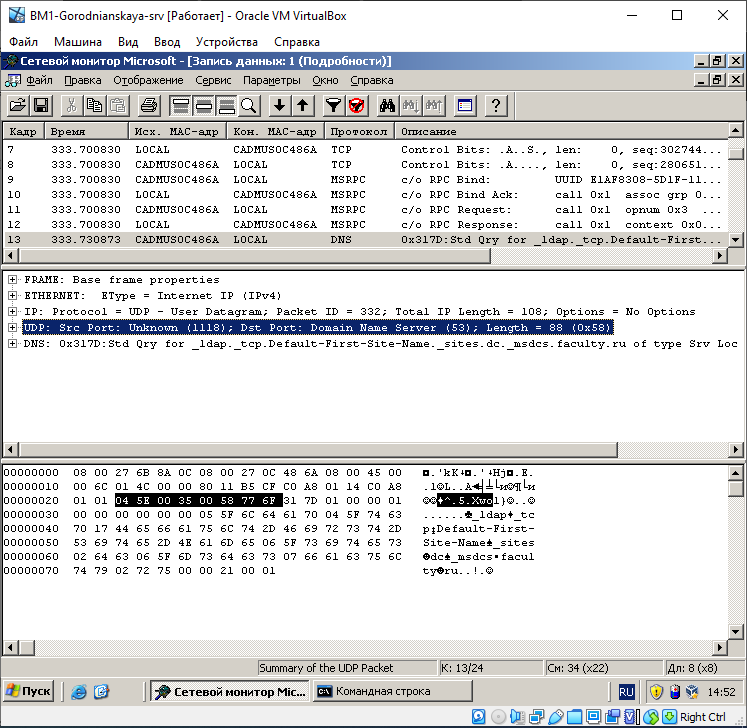 BM1-Gorodnianskaya-srv [Работает] - Oracle VM VirtualBox
Файл Машина Вид Ввод Устройства Справка
Сетевой монитор Microsoft - [Запись данных: 1 (Подробности)]
Файл Правка Отображение Сервис Параметры Окно Справка
Кадр Время Исх. MAC-адр Кон. MAC-адр Протокол Описание
7 333.700830 LOCAL CADMUS0C486A TCP Control Bits: .A..S., len: 0, seq:302744...
8 333.700830 LOCAL CADMUS0C486A TCP Control Bits: .A...., len: 0, seq:280651...
9 333.700830 CADMUS0C486A LOCAL MSRPC c/o RPC Bind: UUID E1AF8308-5D1F-11...
10 333.700830 LOCAL CADMUS0C486A MSRPC c/o RPC Bind Ack: call 0x1 assoc grp 0...
11 333.700830 CADMUS0C486A LOCAL MSRPC c/o RPC Request: call 0x1 opnum 0x3 ...
12 333.700830 LOCAL CADMUS0C486A MSRPC c/o RPC Response: call 0x1 context 0x0...
13 333.730873 CADMUS0C486A LOCAL DNS 0x317D:Std Qry for _ldap._tcp.Default-First...
FRAME: Base frame properties
ETHERNET: EType = Internet IP (IPv4)
IP: Protocol = UDP - User Datagram; Packet ID = 332; Total IP Length = 108; Options = No Options
UDP: Src Port: Unknown (1118); Dst Port: Domain Name Server (53); Length = 88 (0x58)
DNS: 0x317D:Std Qry for _ldap._tcp.Default-First-Site-Name._sites.dc._msdcs.faculty.ru of type Srv Loc
00000000 08 00 27 6B 8A 0C 08 00 27 0C 48 6A 08 00 45 00 ◘.'kК♀◘.'♀Hj◘.E.
00000010 00 6C 01 4C 00 00 80 11 B5 CF C0 A8 01 14 C0 A8 .l☺L..А◄╡╧└и☺¶└и
00000020 01 01 04 5E 00 35 00 58 77 6F 31 7D 01 00 00 01 ☺☺♦^.5.Xwo1}☺..☺
00000030 00 00 00 00 00 00 05 5F 6C 64 61 70 04 5F 74 63 ......♣_ldap♦_tc
00000040 70 17 44 65 66 61 75 6C 74 2D 46 69 72 73 74 2D p↨Default-First-
00000050 53 69 74 65 2D 4E 61 6D 65 06 5F 73 69 74 65 73 Site-Name♠_sites
00000060 02 64 63 06 5F 6D 73 64 63 73 07 66 61 63 75 6C ☻dc♠_msdcs•facul
00000070 74 79 02 72 75 00 00 21 00 01 ty☻ru..!.☺
Summary of the UDP Packet К: 13/24 См: 34 (x22) Дл: 8 (x8)
Пуск Сетевой монитор Mic... Командная строка RU 14:52
Right Ctrl